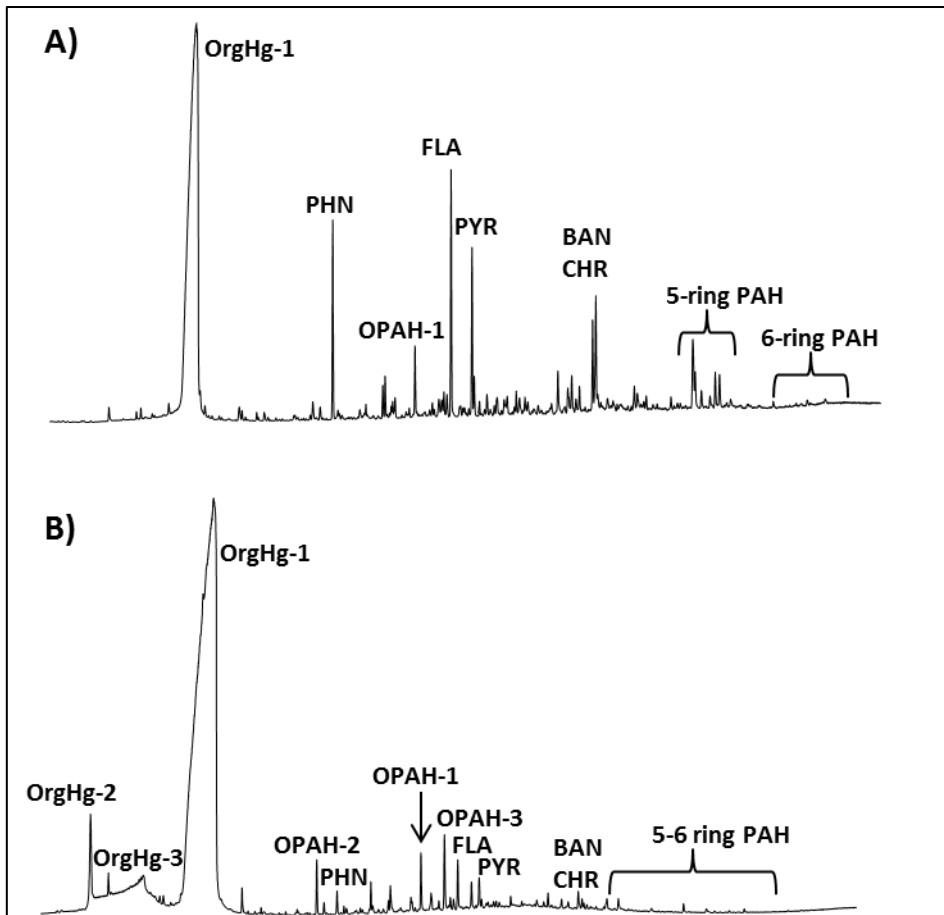 A)
OrgHg-1
FLA
PHN
PYR
BAN
CHR
5-ring PAH
OPAH-1
6-ring PAH
B)
OrgHg-1
OPAH-1
OrgHg-2
OPAH-3
5-6 ring PAH
OrgHg-3
OPAH-2
FLA
BAN
PHN
PYR
CHR